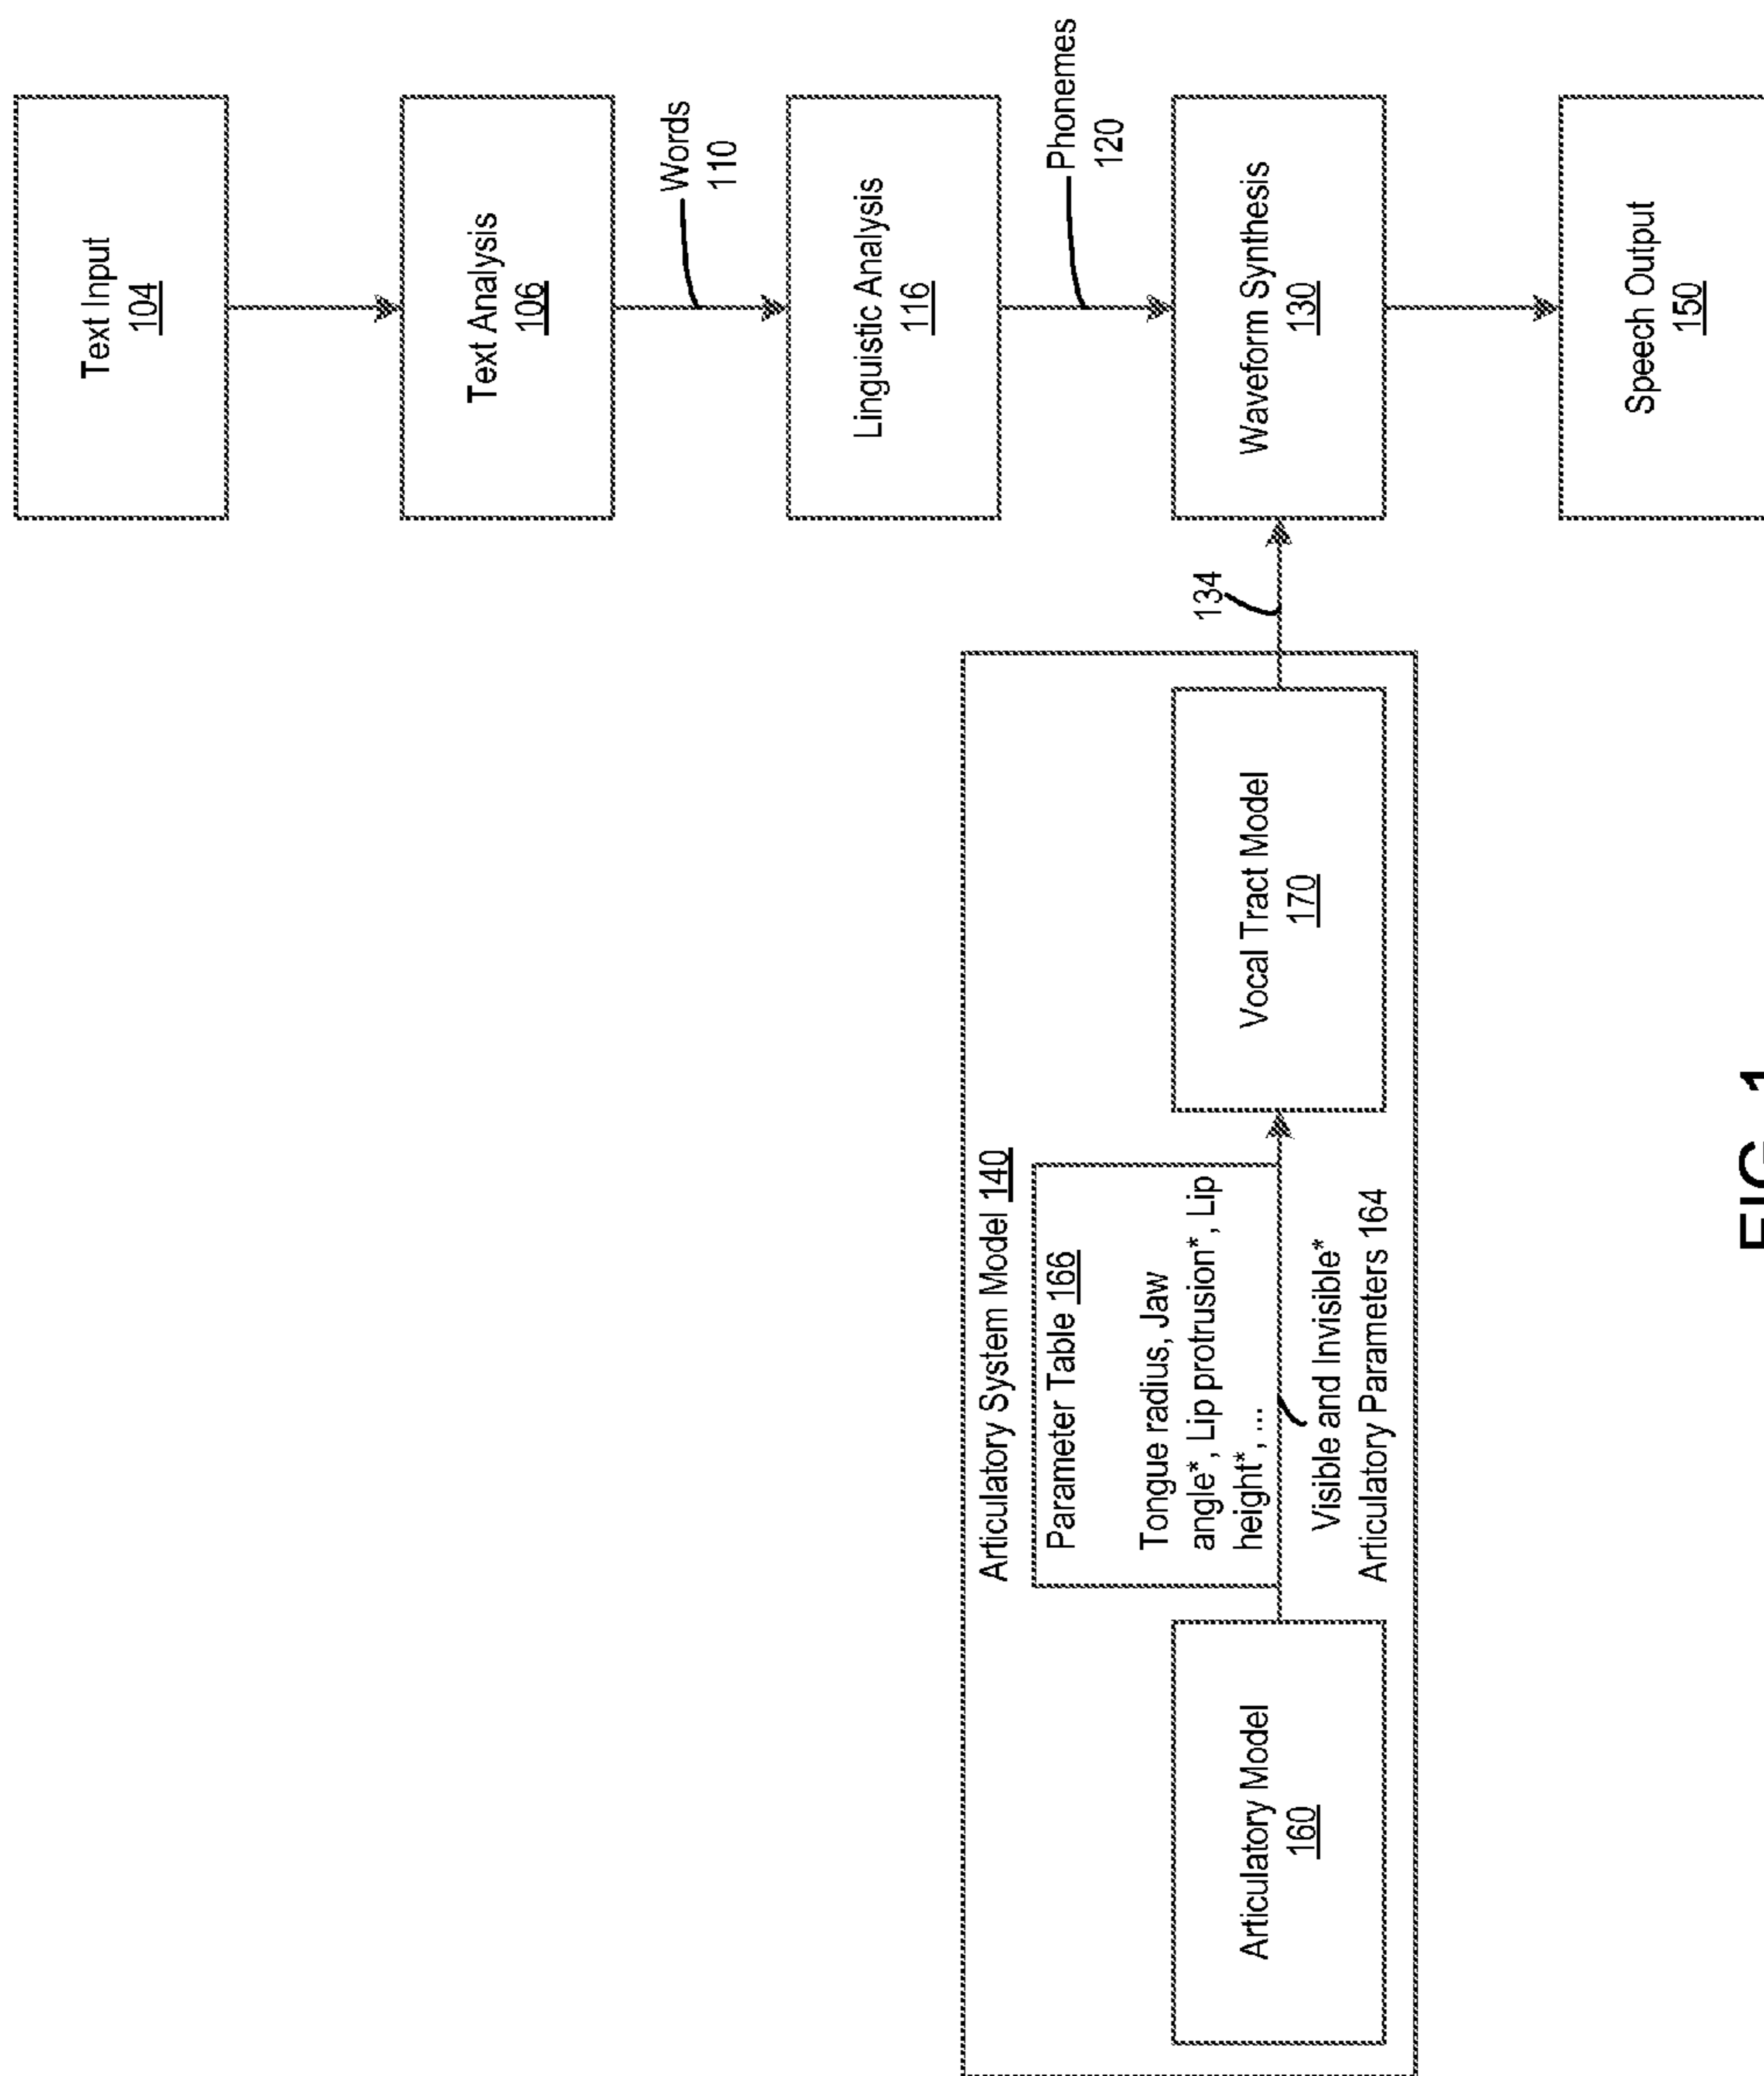 Text Input
104
Text Analysis
106
Words
110
Linguistic Analysis
116
Phonemes
120
Waveform Synthesis
130
Speech Output
150
134
Articulatory System Model 140
Parameter Table 166
Tongue radius, Jaw
angle*, Lip protrusion*, Lip
height*, ...
Visible and Invisible*
Articulatory Parameters 164
Articulatory Model
160
Vocal Tract Model
170
FIG. 1